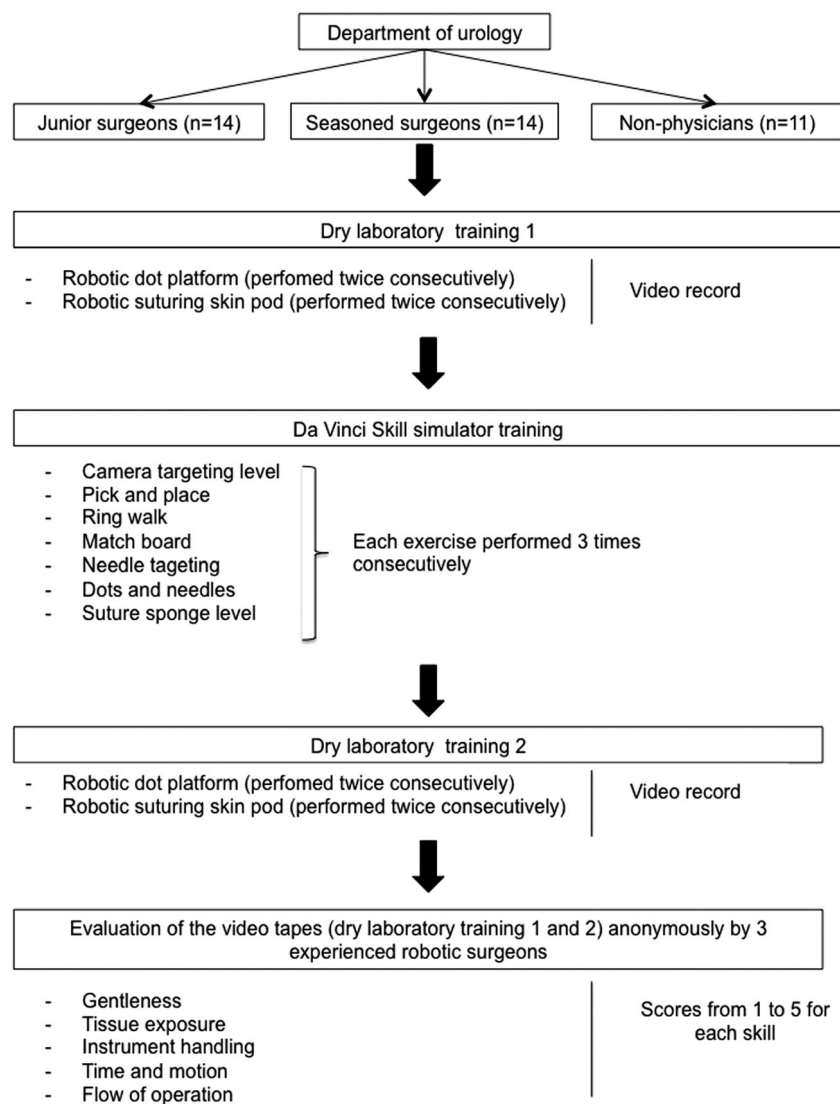 Department of urology
Junior surgeons (n=14)
Seasoned surgeons (n=14)
Non-physicians (n=11)
Dry laboratory training 1
- Robotic dot platform (perfomed twice consecutively)
- Robotic suturing skin pod (performed twice consecutively)
Video record
Da Vinci Skill simulator training
- Camera targeting level
- Pick and place
- Ring walk
- Match board
- Needle tageting
- Dots and needles
- Suture sponge level
Each exercise performed 3 times
consecutively
Dry laboratory training 2
- Robotic dot platform (perfomed twice consecutively)
- Robotic suturing skin pod (performed twice consecutively)
Video record
Evaluation of the video tapes (dry laboratory training 1 and 2) anonymously by 3
experienced robotic surgeons
- Gentleness
- Tissue exposure
- Instrument handling
- Time and motion
- Flow of operation
Scores from 1 to 5 for
each skill